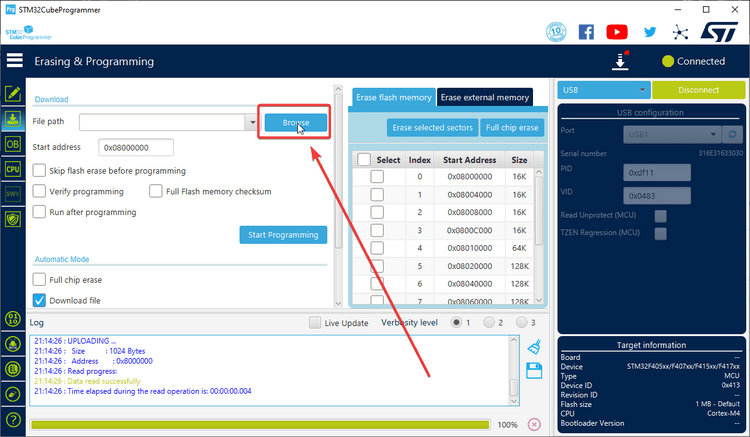 Prg STM32CubeProgrammer
STM32
CubeProgrammer
10
Erasing & Programming
Connected
Download
File path
Browse
Start address
0x08000000
Skip flash erase before programming
Verify programming
Full Flash memory checksum
Run after programming
Start Programming
Automatic Mode
Full chip erase
Download file
OB
CPU
SWV
Erase flash memory
Erase external memory
Erase selected sectors
Full chip erase
Select Index Start Address Size
0 0x08000000 16K
1 0x08004000 16K
2 0x08008000 16K
3 0x0800C000 16K
4 0x08010000 64K
5 0x08020000 128K
6 0x08040000 128K
7 0x08060000 128K
USB
Disconnect
USB configuration
Port
USB1
Serial number
316E31633030
PID
0xdf11
VID
0x0483
Read Unprotect (MCU)
TZEN Regression (MCU)
Log
Live Update
Verbosity level
1
2
3
21:14:26 : UPLOADING ...
21:14:26 : Size : 1024 Bytes
21:14:26 : Address : 0x8000000
21:14:26 : Read progress:
21:14:26 : Data read successfully
21:14:26 : Time elapsed during the read operation is: 00:00:00.004
100%
Target information
Board --
Device STM32F405xx/F407xx/F415xx/F417xx
Type MCU
Device ID 0x413
Revision ID --
Flash size 1 MB - Default
CPU Cortex-M4
Bootloader Version --